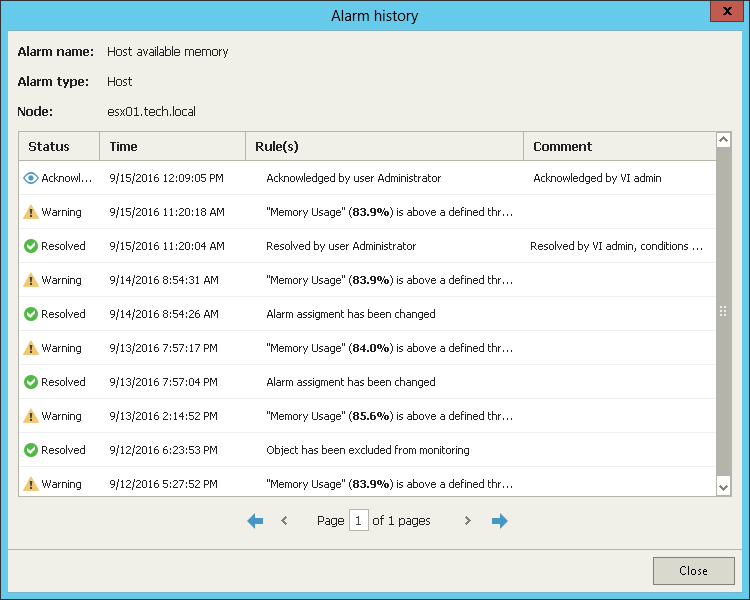 Alarm history
x
Alarm name: Host available memory
Alarm type: Host
Node: esx01.tech.local
Status Time Rule(s) Comment
Acknowl... 9/15/2016 12:09:05 PM Acknowledged by user Administrator Acknowledged by VI admin
Warning 9/15/2016 11:20:18 AM "Memory Usage" (83.9%) is above a defined thr...
Resolved 9/15/2016 11:20:04 AM Resolved by user Administrator Resolved by VI admin, conditions ...
Warning 9/14/2016 8:54:31 AM "Memory Usage" (83.9%) is above a defined thr...
Resolved 9/14/2016 8:54:26 AM Alarm assigment has been changed
Warning 9/13/2016 7:57:17 PM "Memory Usage" (84.0%) is above a defined thr...
Resolved 9/13/2016 7:57:04 PM Alarm assigment has been changed
Warning 9/13/2016 2:14:52 PM "Memory Usage" (85.6%) is above a defined thr...
Resolved 9/12/2016 6:23:53 PM Object has been excluded from monitoring
Warning 9/12/2016 5:27:52 PM "Memory Usage" (83.9%) is above a defined thr...
Page 1 of 1 pages
Close